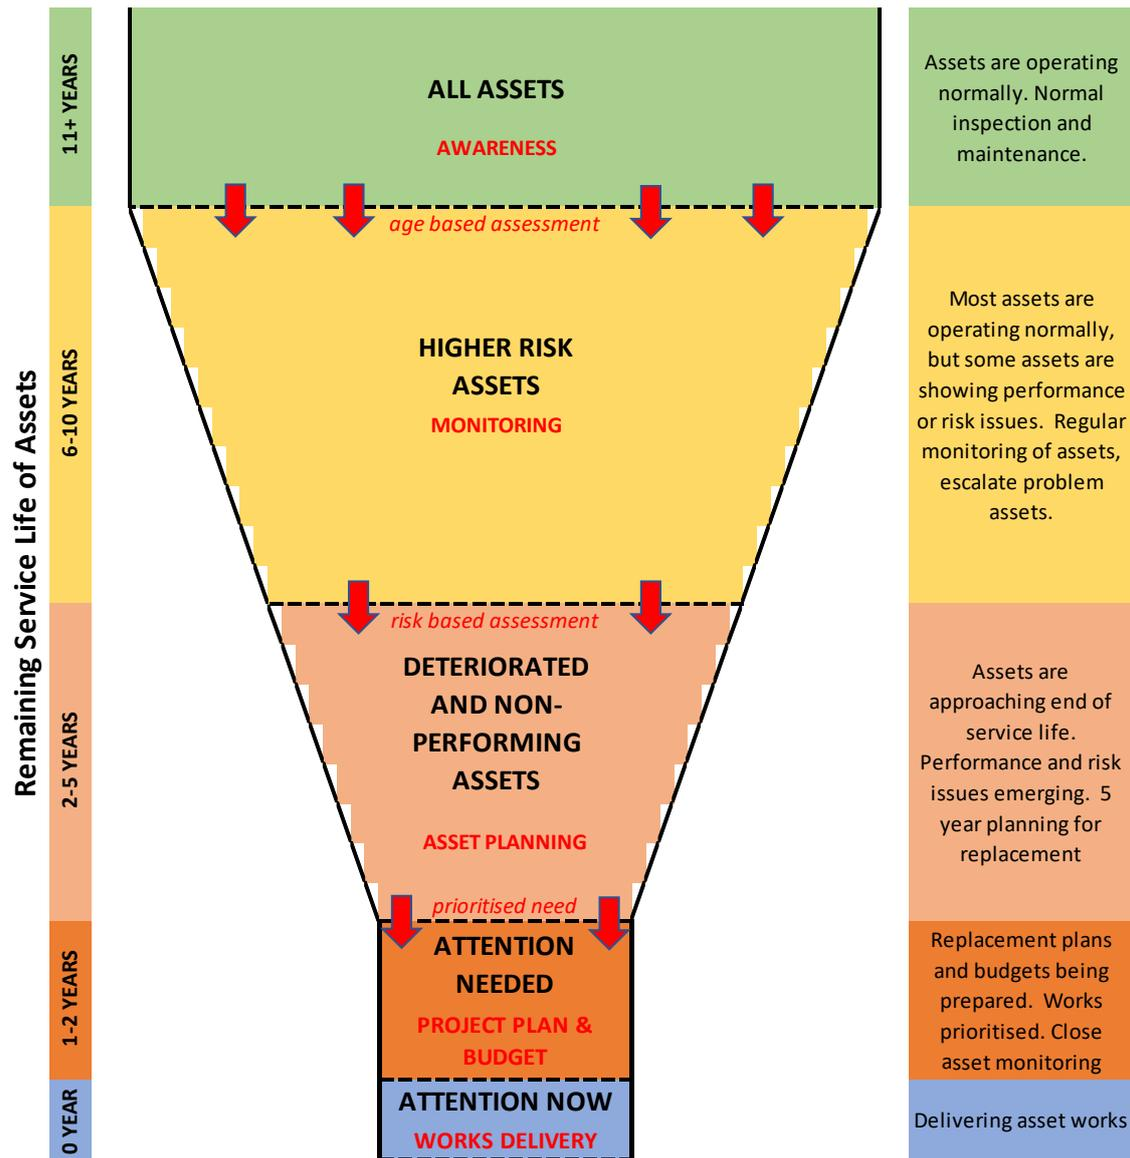 Remaining Service Life of Assets
11+ YEARS
ALL ASSETS
AWARENESS
Assets are operating
normally. Normal
inspection and
maintenance.
age based assessment
6-10 YEARS
HIGHER RISK
ASSETS
MONITORING
Most assets are
operating normally,
but some assets are
showing performance
or risk issues. Regular
monitoring of assets,
escalate problem
assets.
risk based assessment
2-5 YEARS
DETERIORATED
AND NON-
PERFORMING
ASSETS
ASSET PLANNING
Assets are
approaching end of
service life.
Performance and risk
issues emerging. 5
year planning for
replacement
prioritised need
1-2 YEARS
ATTENTION
NEEDED
PROJECT PLAN &
BUDGET
Replacement plans
and budgets being
prepared. Works
prioritised. Close
asset monitoring
0 YEAR
ATTENTION NOW
WORKS DELIVERY
Delivering asset works